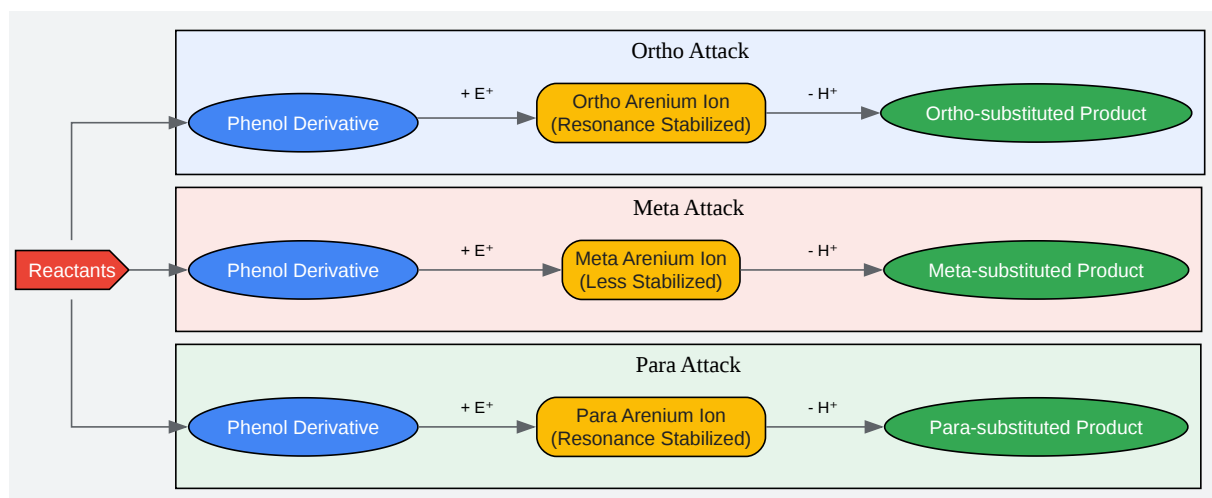 Ortho Attack
Phenol Derivative
+ E⁺
Ortho Arenium Ion
(Resonance Stabilized)
- H⁺
Ortho-substituted Product
Reactants
Meta Attack
Phenol Derivative
+ E⁺
Meta Arenium Ion
(Less Stabilized)
- H⁺
Meta-substituted Product
Para Attack
Phenol Derivative
+ E⁺
Para Arenium Ion
(Resonance Stabilized)
- H⁺
Para-substituted Product